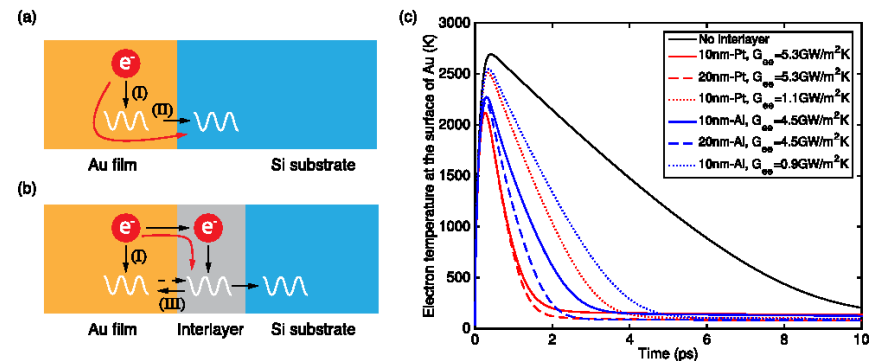 (a)
e⁻
(I)
(II)
Au film
Si substrate
(b)
e⁻
e⁻
(I)
(III)
Au film
Interlayer
Si substrate
(c)
Electron temperature at the surface of Au (K)
3000
2500
2000
1500
1000
500
0
0
2
4
6
8
10
Time (ps)
No interlayer
10nm-Pt, Gₑₑ=5.3GW/m²K
20nm-Pt, Gₑₑ=5.3GW/m²K
10nm-Pt, Gₑₑ=1.1GW/m²K
10nm-Al, Gₑₑ=4.5GW/m²K
20nm-Al, Gₑₑ=4.5GW/m²K
10nm-Al, Gₑₑ=0.9GW/m²K